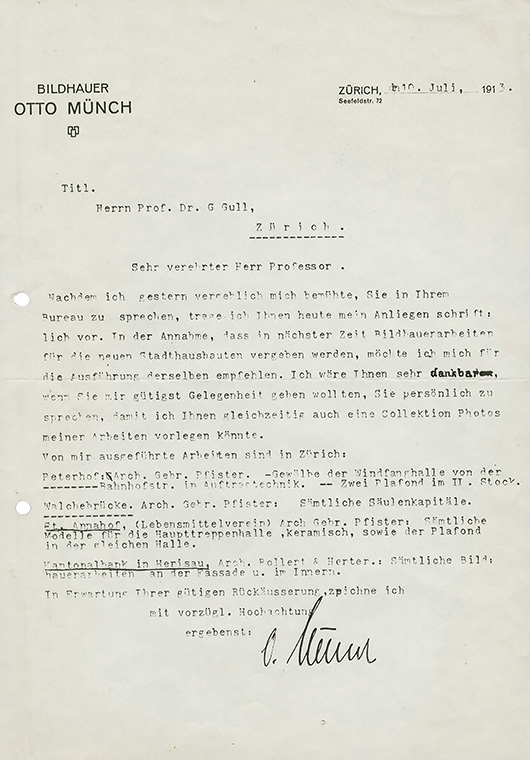 BILDHAUER
OTTO MÜNCH
ZÜRICH, 10. Juli, 1913.
Seefeldstr. 72
Titl.
Herrn Prof. Dr. G Gull,
Zürich.
Sehr verehrter Herr Professor .
Nachdem ich gestern vergeblich mich bemühte, Sie in Ihrem
Bureau zu sprechen, trage ich Ihnen heute mein Anliegen schrift:
lich vor. In der Annahme, dass in nächster Zeit Bildhauerarbeiten
für die neuen Stadthausbauten vergeben werden, möchte ich mich für
die Ausführung derselben empfehlen. Ich wäre Ihnen sehr dankbar,
wenn Sie mir gütigst Gelegenheit geben wollten, Sie persönlich zu
sprechen, damit ich Ihnen gleichzeitig auch eine Collektion Photos
meiner Arbeiten vorlegen könnte.
Von mir ausgeführte Arbeiten sind in Zürich:
Peterhof: Arch. Gebr. Pfister. -Gewölbe der Windfanghalle von der
--------Bahnhofstr. in Auftragtechnik. -- Zwei Plafond im II. Stock.
Walchebrücke. Arch. Gebr. Pfister: Sämtliche Säulenkapitäle.
St. Annahof, (Lebensmittelverein) Arch Gebr. Pfister: Sämtliche
Modelle für die Haupttreppenhalle ,keramisch, sowie der Plafond
in der gleichen Halle.
Kantonalbank in Herisau, Arch. Pollert & Herter.: Sämtliche Bild:
hauerarbeiten an der Fassade u. im Innern.
In Erwartung Ihrer gütigen Rückäusserung,zeichne ich
mit vorzügl. Hochachtung
ergebenst:
O. Münch